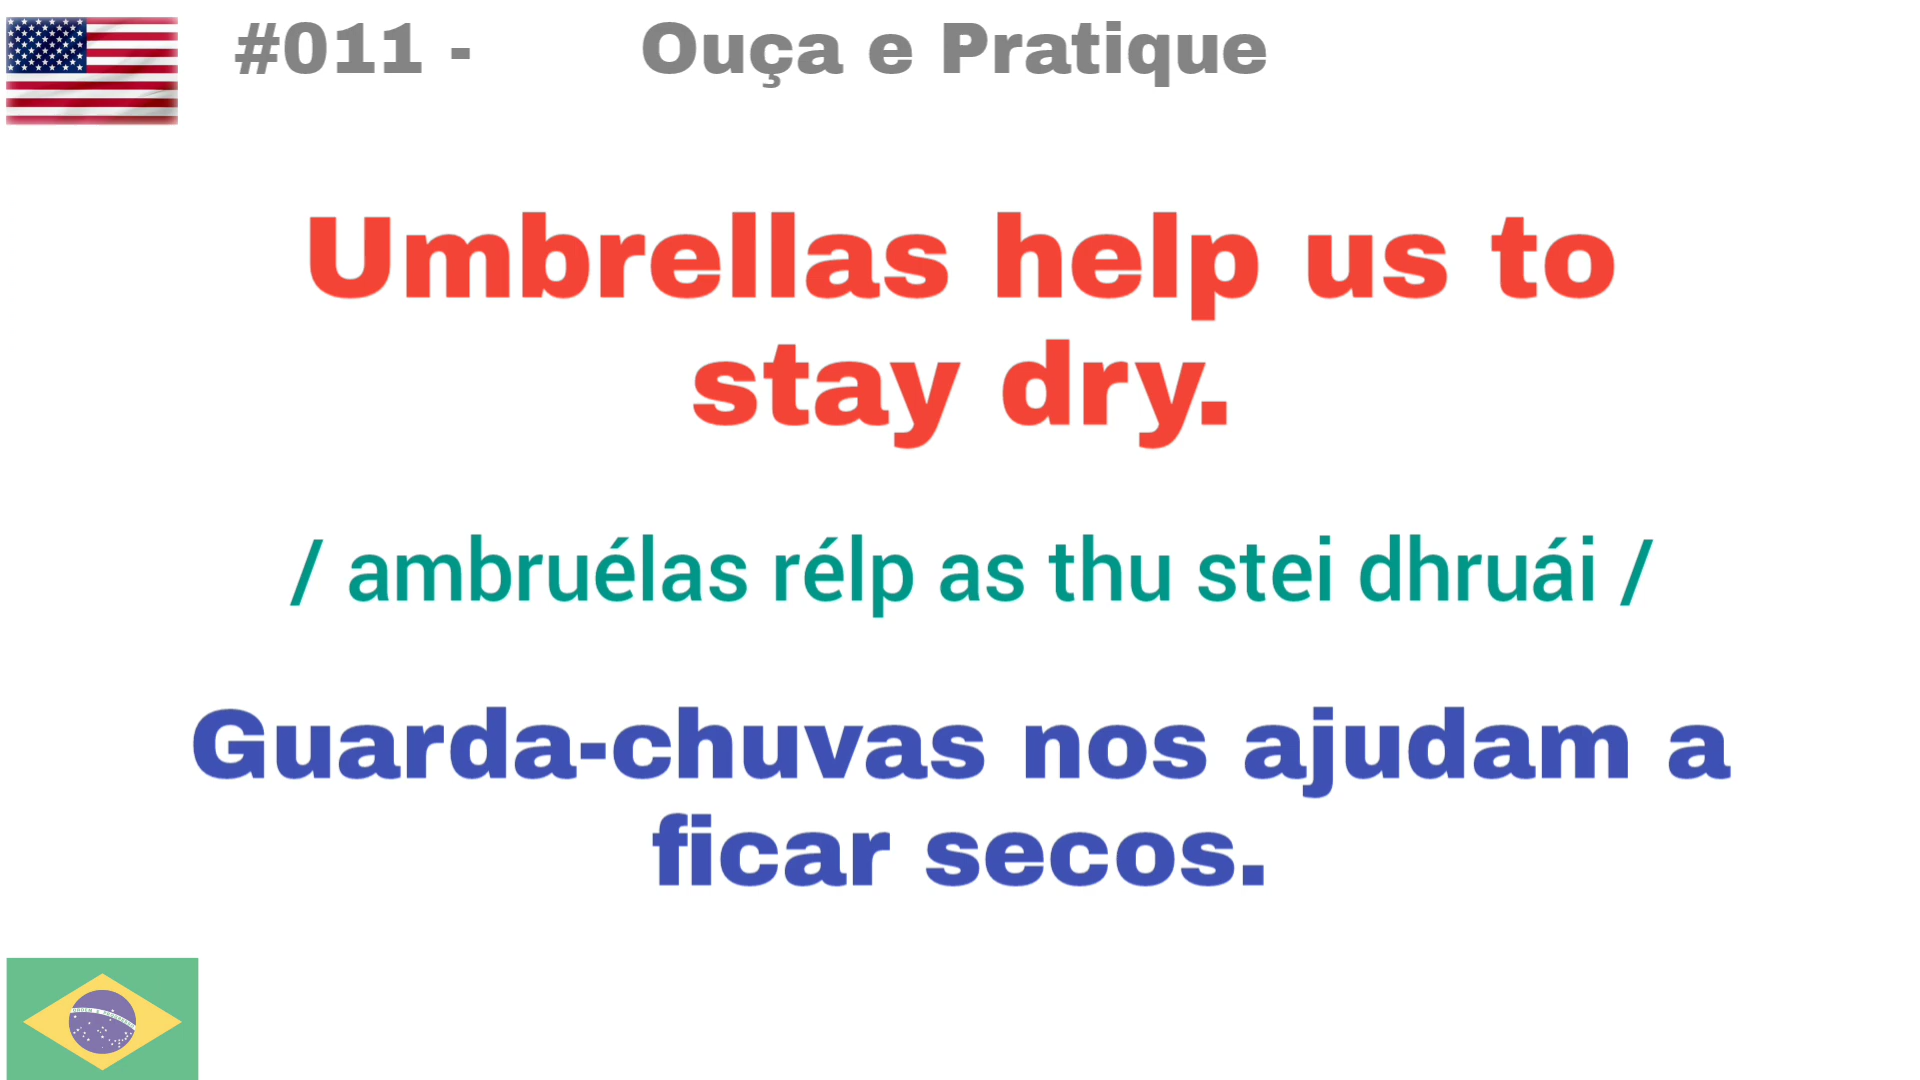 #011 - Ouça e Pratique
Umbrellas help us to
stay dry.
/ ambruélas rélp as thu stei dhruái /
Guarda-chuvas nos ajudam a
ficar secos.